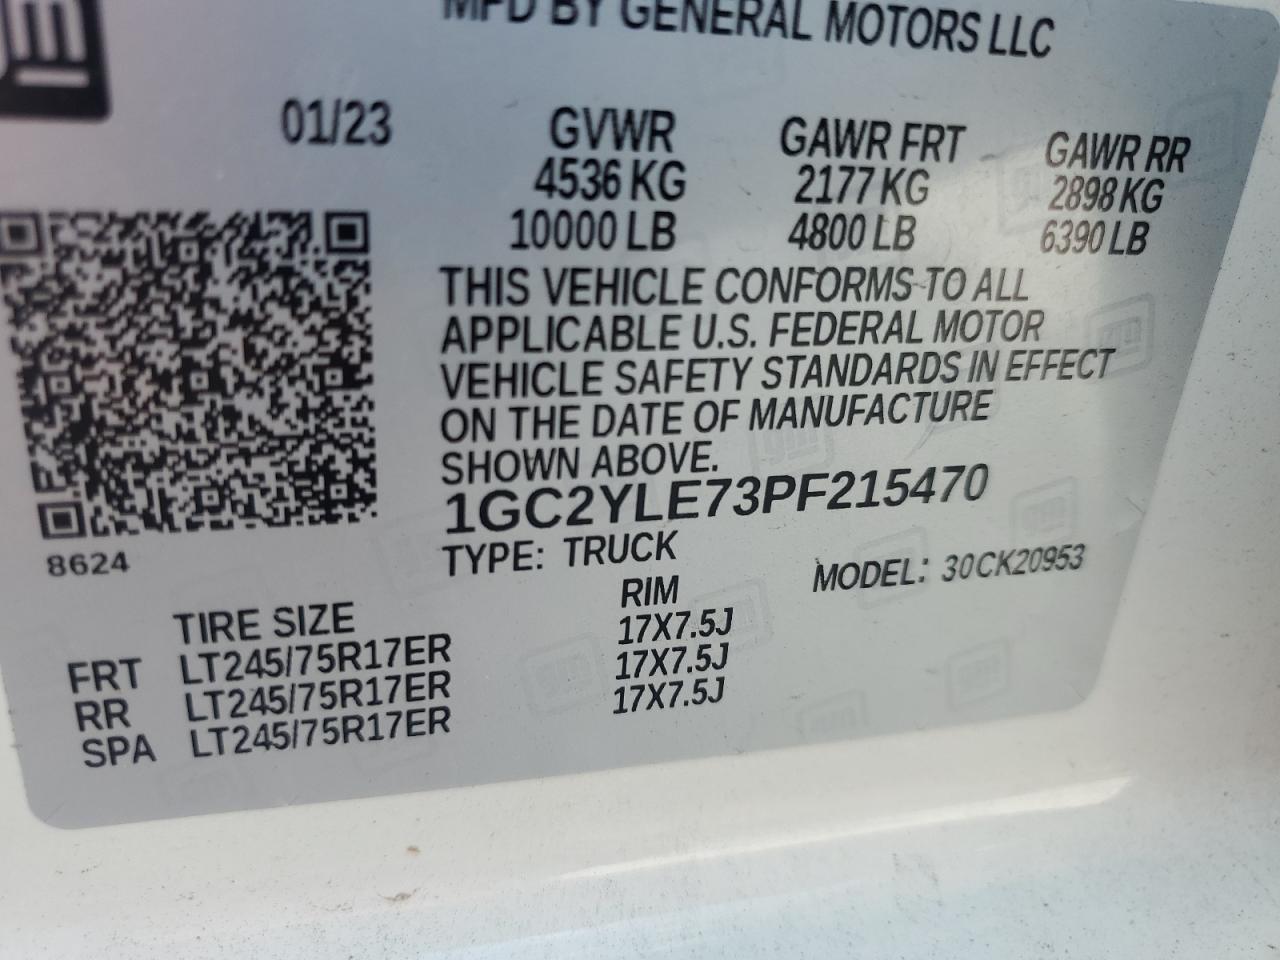 MFD BY GENERAL MOTORS LLC
01/23 GVWR GAWR FRT GAWR RR
4536 KG 2177 KG 2898 KG
10000 LB 4800 LB 6390 LB
THIS VEHICLE CONFORMS TO ALL
APPLICABLE U.S. FEDERAL MOTOR
VEHICLE SAFETY STANDARDS IN EFFECT
ON THE DATE OF MANUFACTURE
SHOWN ABOVE.
1GC2YLE73PF215470
8624
TYPE: TRUCK MODEL: 30CK20953
TIRE SIZE RIM
FRT LT245/75R17ER 17X7.5J
RR LT245/75R17ER 17X7.5J
SPA LT245/75R17ER 17X7.5J